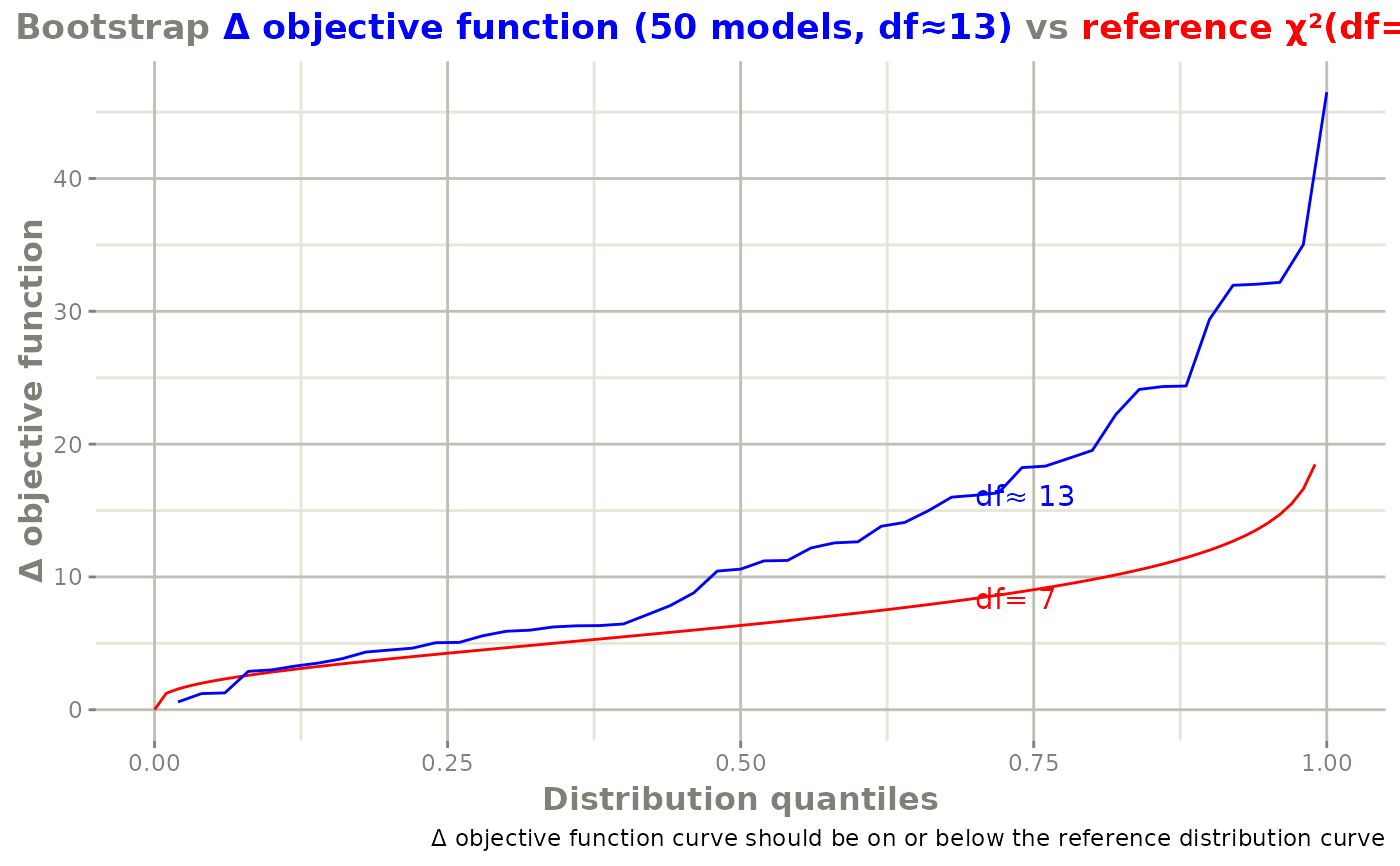 Bootstrap Δ objective function (50 models, df≈13) vs reference χ²(df=
Δ objective function
40
30
20
10
0
df≈ 13
df= 7
0.00 0.25 0.50 0.75 1.00
Distribution quantiles
Δ objective function curve should be on or below the reference distribution curve